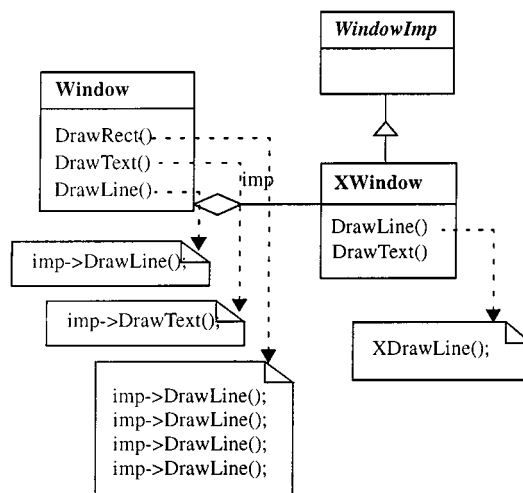 WindowImp
Window
DrawRect()
DrawText()
DrawLine()
imp
XWindow
DrawLine()
DrawText()
imp->DrawLine();
imp->DrawText();
XDrawLine();
imp->DrawLine();
imp->DrawLine();
imp->DrawLine();
imp->DrawLine();